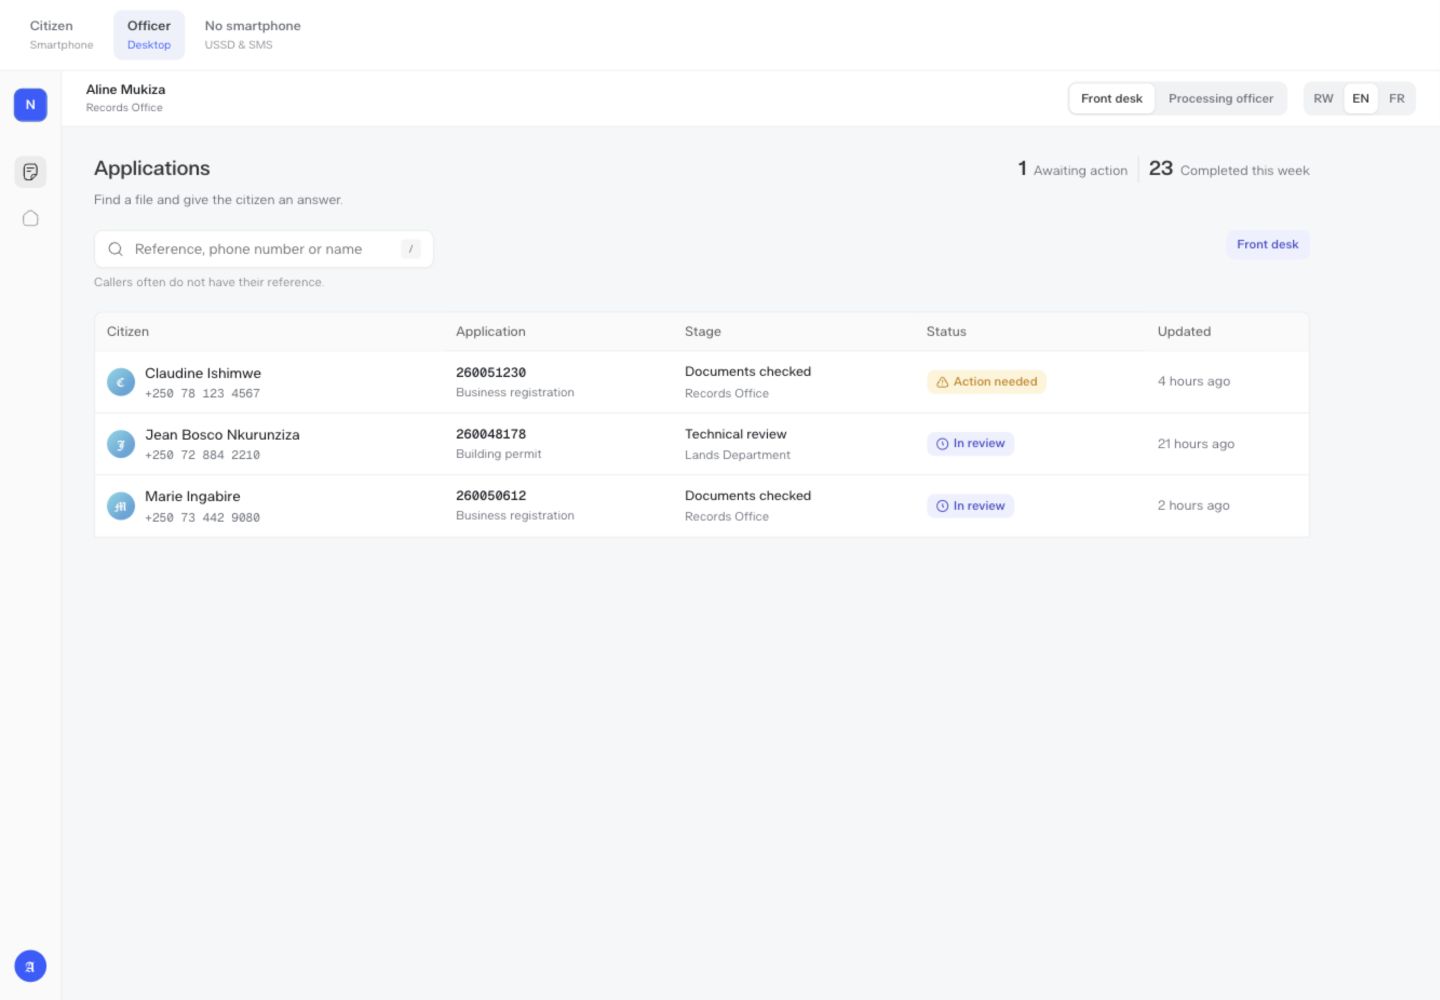 Citizen
Smartphone
Officer
Desktop
No smartphone
USSD & SMS
N
Aline Mukiza
Records Office
Front desk
Processing officer
RW
EN
FR
Applications
1 Awaiting action
23 Completed this week
Find a file and give the citizen an answer.
Reference, phone number or name
/
Front desk
Callers often do not have their reference.
Citizen
Application
Stage
Status
Updated
C
Claudine Ishimwe
+250 78 123 4567
260051230
Business registration
Documents checked
Records Office
Action needed
4 hours ago
J
Jean Bosco Nkurunziza
+250 72 884 2210
260048178
Building permit
Technical review
Lands Department
In review
21 hours ago
M
Marie Ingabire
+250 73 442 9080
260050612
Business registration
Documents checked
Records Office
In review
2 hours ago
A